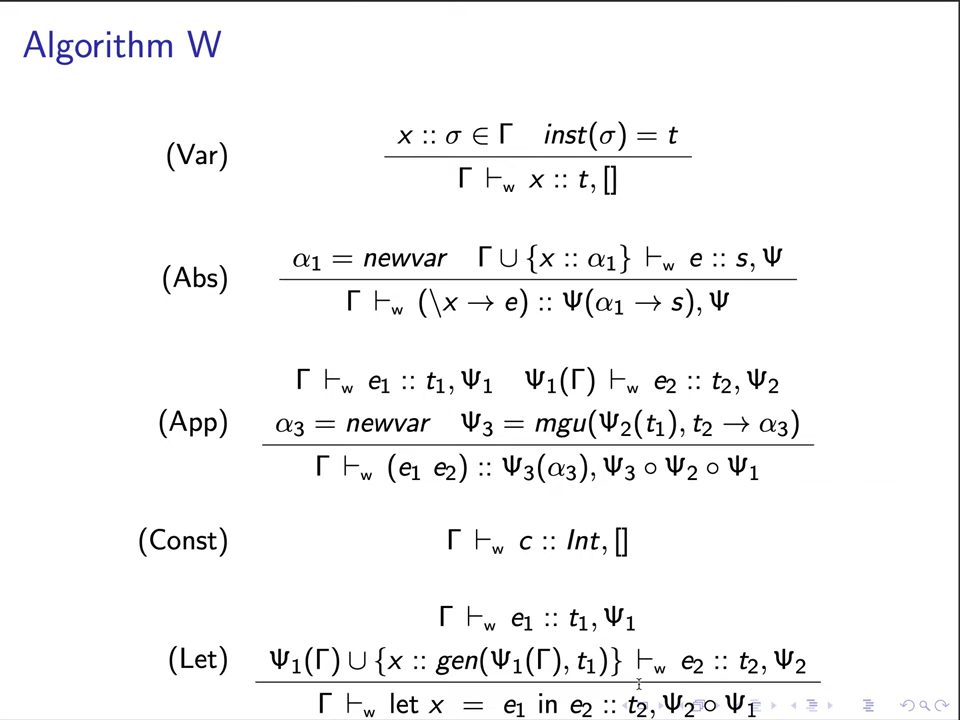 Algorithm W
x :: σ ∈ Γ inst(σ) = t
(Var)
Γ ⊢w x :: t, []
α1 = newvar Γ ∪ {x :: α1} ⊢w e :: s, Ψ
(Abs)
Γ ⊢w (\x → e) :: Ψ(α1 → s), Ψ
Γ ⊢w e1 :: t1, Ψ1 Ψ1(Γ) ⊢w e2 :: t2, Ψ2
(App) α3 = newvar Ψ3 = mgu(Ψ2(t1), t2 → α3)
Γ ⊢w (e1 e2) :: Ψ3(α3), Ψ3 ∘ Ψ2 ∘ Ψ1
(Const) Γ ⊢w c :: Int, []
Γ ⊢w e1 :: t1, Ψ1
(Let) Ψ1(Γ) ∪ {x :: gen(Ψ1(Γ), t1)} ⊢w e2 :: t2, Ψ2
Γ ⊢w let x = e1 in e2 :: t2, Ψ2 ∘ Ψ1